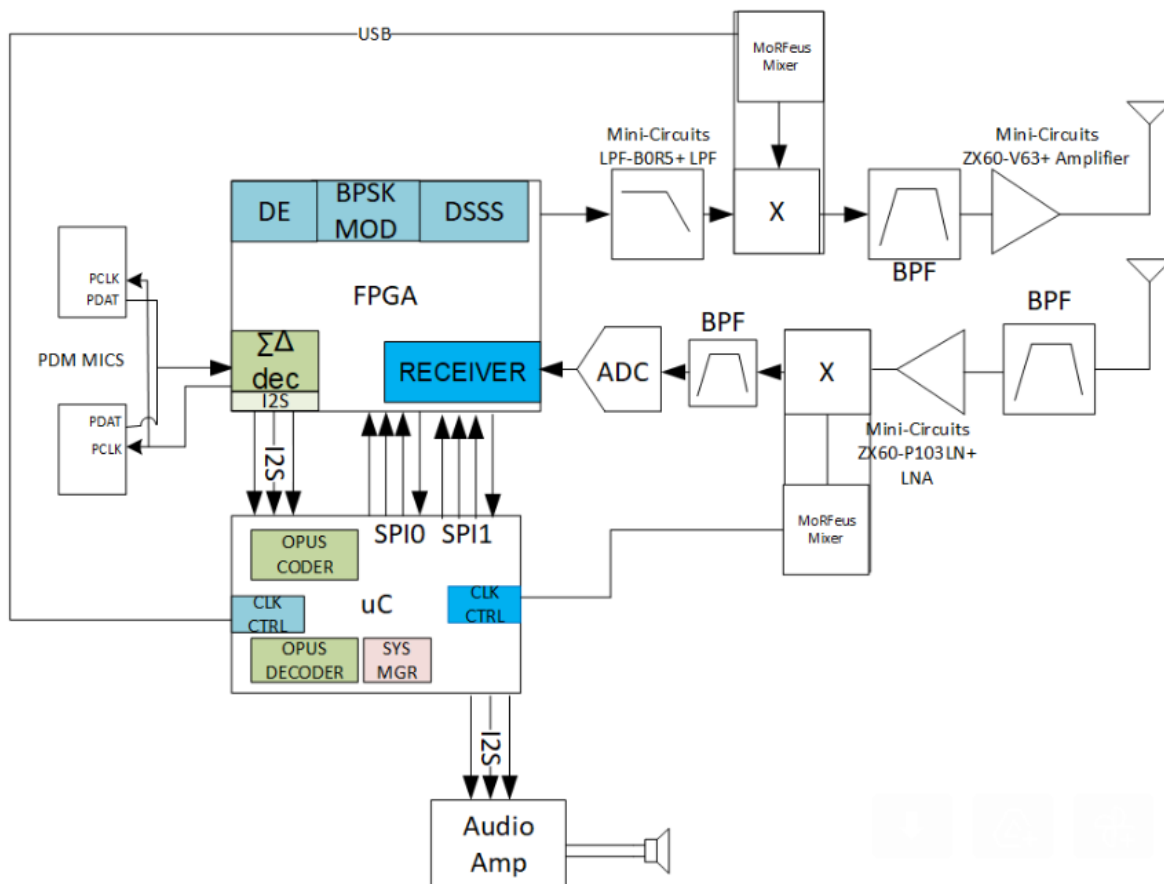 USB
MoRFeus
Mixer
Mini-Circuits
LPF-B0R5+ LPF
Mini-Circuits
ZX60-V63+ Amplifier
DE
BPSK
MOD
DSSS
X
BPF
PCLK
PDAT
FPGA
BPF
PDM MICS
ΣΔ
dec
I2S
RECEIVER
ADC
BPF
X
PDAT
PCLK
Mini-Circuits
ZX60-P103LN+
LNA
I2S
SPI0
SPI1
MoRFeus
Mixer
OPUS
CODER
uC
CLK
CTRL
CLK
CTRL
OPUS
DECODER
SYS
MGR
I2S
Audio
Amp